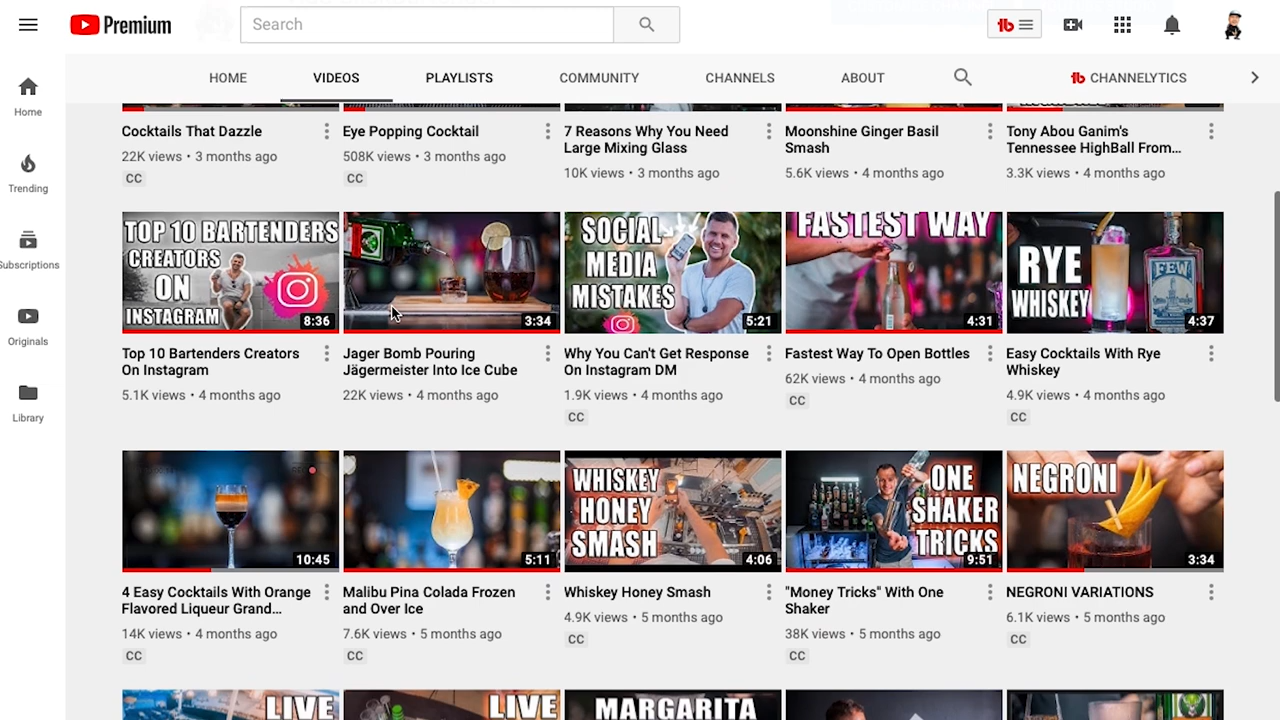 Premium
Search
HOME
VIDEOS
PLAYLISTS
COMMUNITY
CHANNELS
ABOUT
CHANNELYTICS
Home
Trending
Subscriptions
Originals
Library
Cocktails That Dazzle
22K views • 3 months ago
CC
Eye Popping Cocktail
508K views • 3 months ago
CC
7 Reasons Why You Need
Large Mixing Glass
10K views • 3 months ago
Moonshine Ginger Basil
Smash
5.6K views • 4 months ago
Tony Abou Ganim's
Tennessee HighBall From...
3.3K views • 4 months ago
TOP 10 BARTENDERS
CREATORS
ON
INSTAGRAM
8:36
Top 10 Bartenders Creators
On Instagram
5.1K views • 4 months ago
3:34
Jager Bomb Pouring
Jägermeister Into Ice Cube
22K views • 4 months ago
SOCIAL
MEDIA
MISTAKES
5:21
Why You Can't Get Response
On Instagram DM
1.9K views • 4 months ago
CC
FASTEST WAY
4:31
Fastest Way To Open Bottles
62K views • 4 months ago
CC
RYE
WHISKEY
FEW
4:37
Easy Cocktails With Rye
Whiskey
4.9K views • 4 months ago
CC
10:45
4 Easy Cocktails With Orange
Flavored Liqueur Grand...
14K views • 4 months ago
CC
5:11
Malibu Pina Colada Frozen
and Over Ice
7.6K views • 5 months ago
CC
WHISKEY
HONEY
SMASH
4:06
Whiskey Honey Smash
4.9K views • 5 months ago
CC
ONE
SHAKER
TRICKS
9:51
"Money Tricks" With One
Shaker
38K views • 5 months ago
CC
NEGRONI
3:34
NEGRONI VARIATIONS
6.1K views • 5 months ago
CC
LIVE
LIVE
MARGARITA